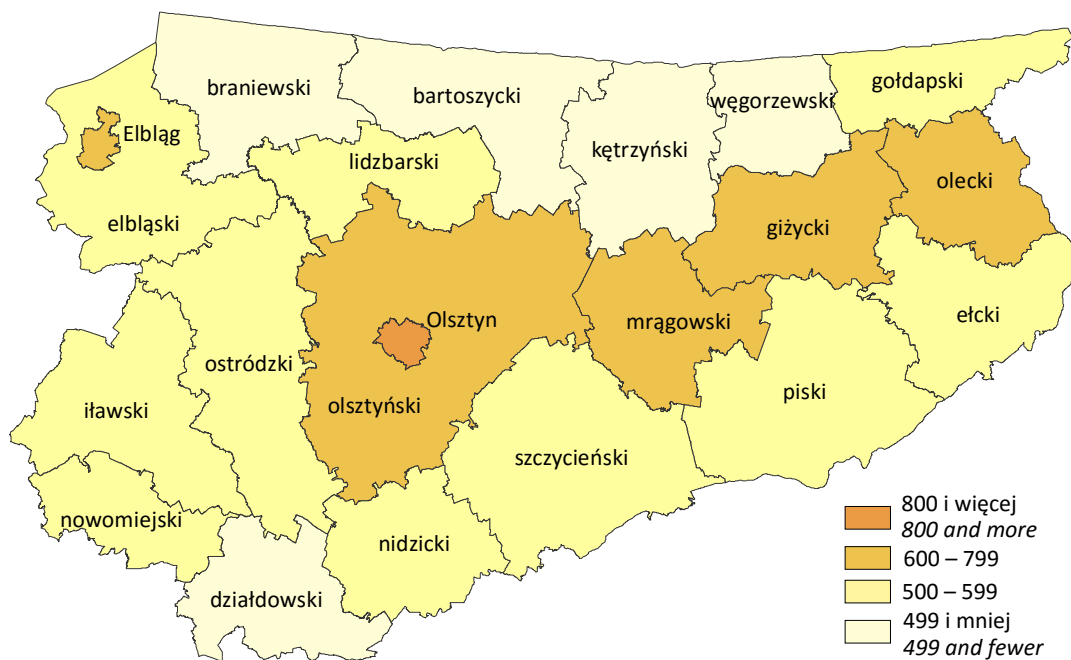 braniewski
bartoszycki
gołdapski
węgorzewski
Elbląg
lidzbarski
kętrzyński
olecki
elbląski
giżycki
Olsztyn
mrągowski
ełcki
ostródzki
iławski
olsztyński
piski
szczycieński
nowomiejski
nidzicki
działdowski
800 i więcej
800 and more
600 – 799
500 – 599
499 i mniej
499 and fewer